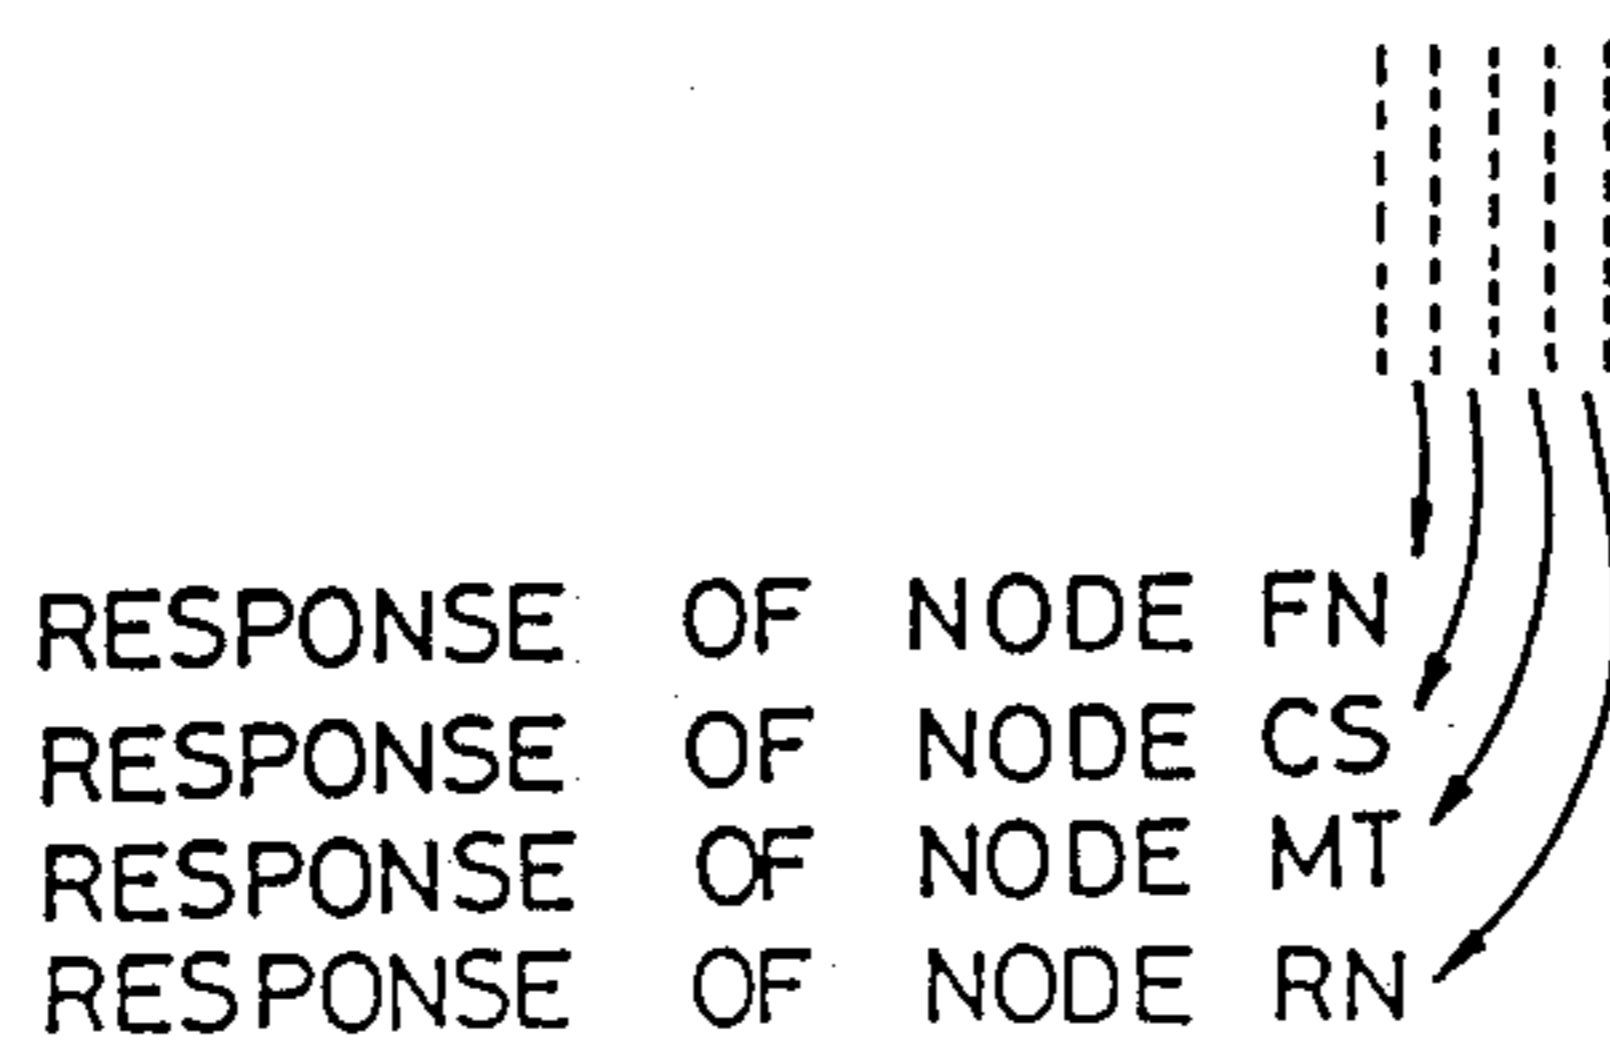 RESPONSE OF NODE FN
RESPONSE OF NODE CS
RESPONSE OF NODE MT
RESPONSE OF NODE RN